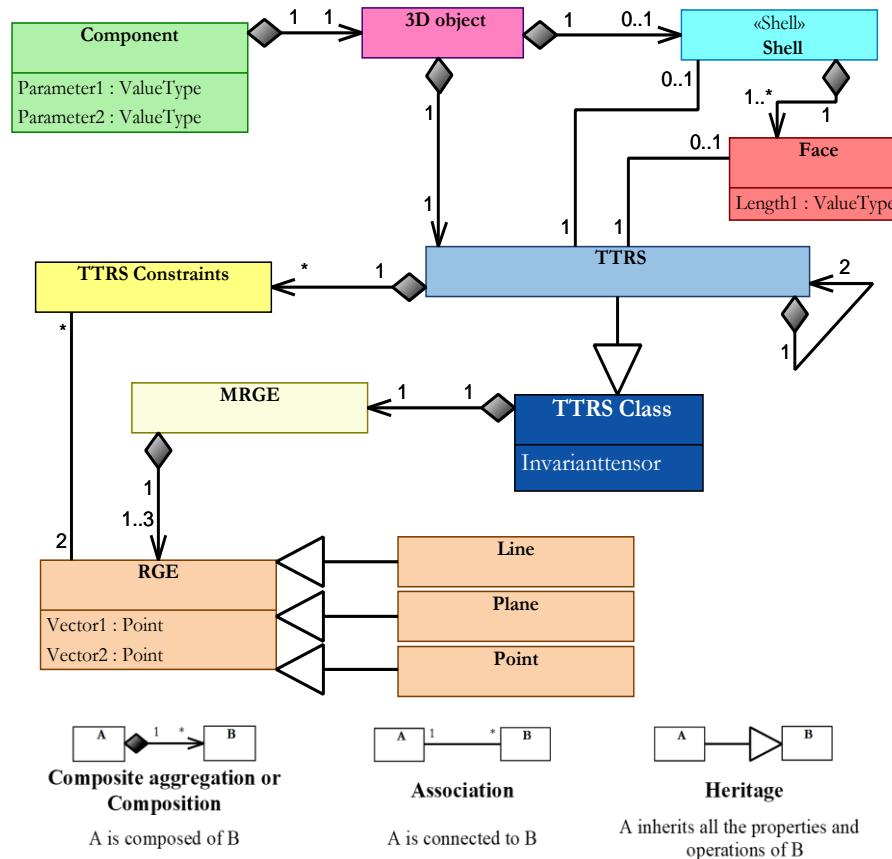 Component
Parameter1 : ValueType
Parameter2 : ValueType
1
1
3D object
1
0..1
«Shell»
Shell
1
0..1
1..*
1
0..1
Face
Length1 : ValueType
1
1
1
TTRS
2
1
TTRS Constraints
*
1
*
MRGE
1
1
TTRS Class
Invarianttensor
1
1..3
2
RGE
Vector1 : Point
Vector2 : Point
Line
Plane
Point
A
1
*
B
Composite aggregation or
Composition
A is composed of B
A
1
*
B
Association
A is connected to B
A
B
Heritage
A inherits all the properties and
operations of B